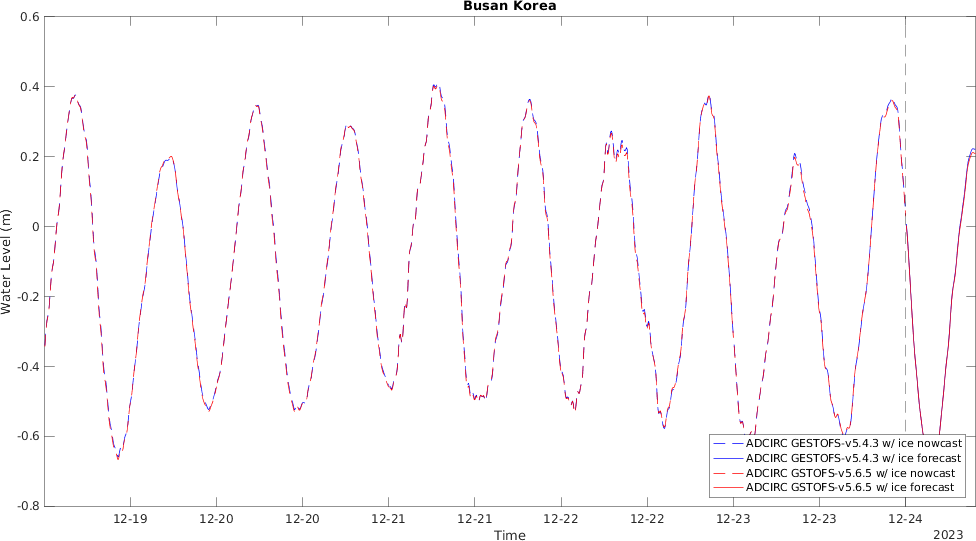 Busan Korea
0.6
0.4
0.2
0
-0.2
-0.4
-0.6
-0.8
Water Level (m)
ADCIRC GESTOFS-v5.4.3 w/ ice nowcast
ADCIRC GESTOFS-v5.4.3 w/ ice forecast
ADCIRC GSTOFS-v5.6.5 w/ ice nowcast
ADCIRC GSTOFS-v5.6.5 w/ ice forecast
12-19 12-20 12-20 12-21 12-21 12-22 12-22 12-23 12-23 12-24
Time
2023